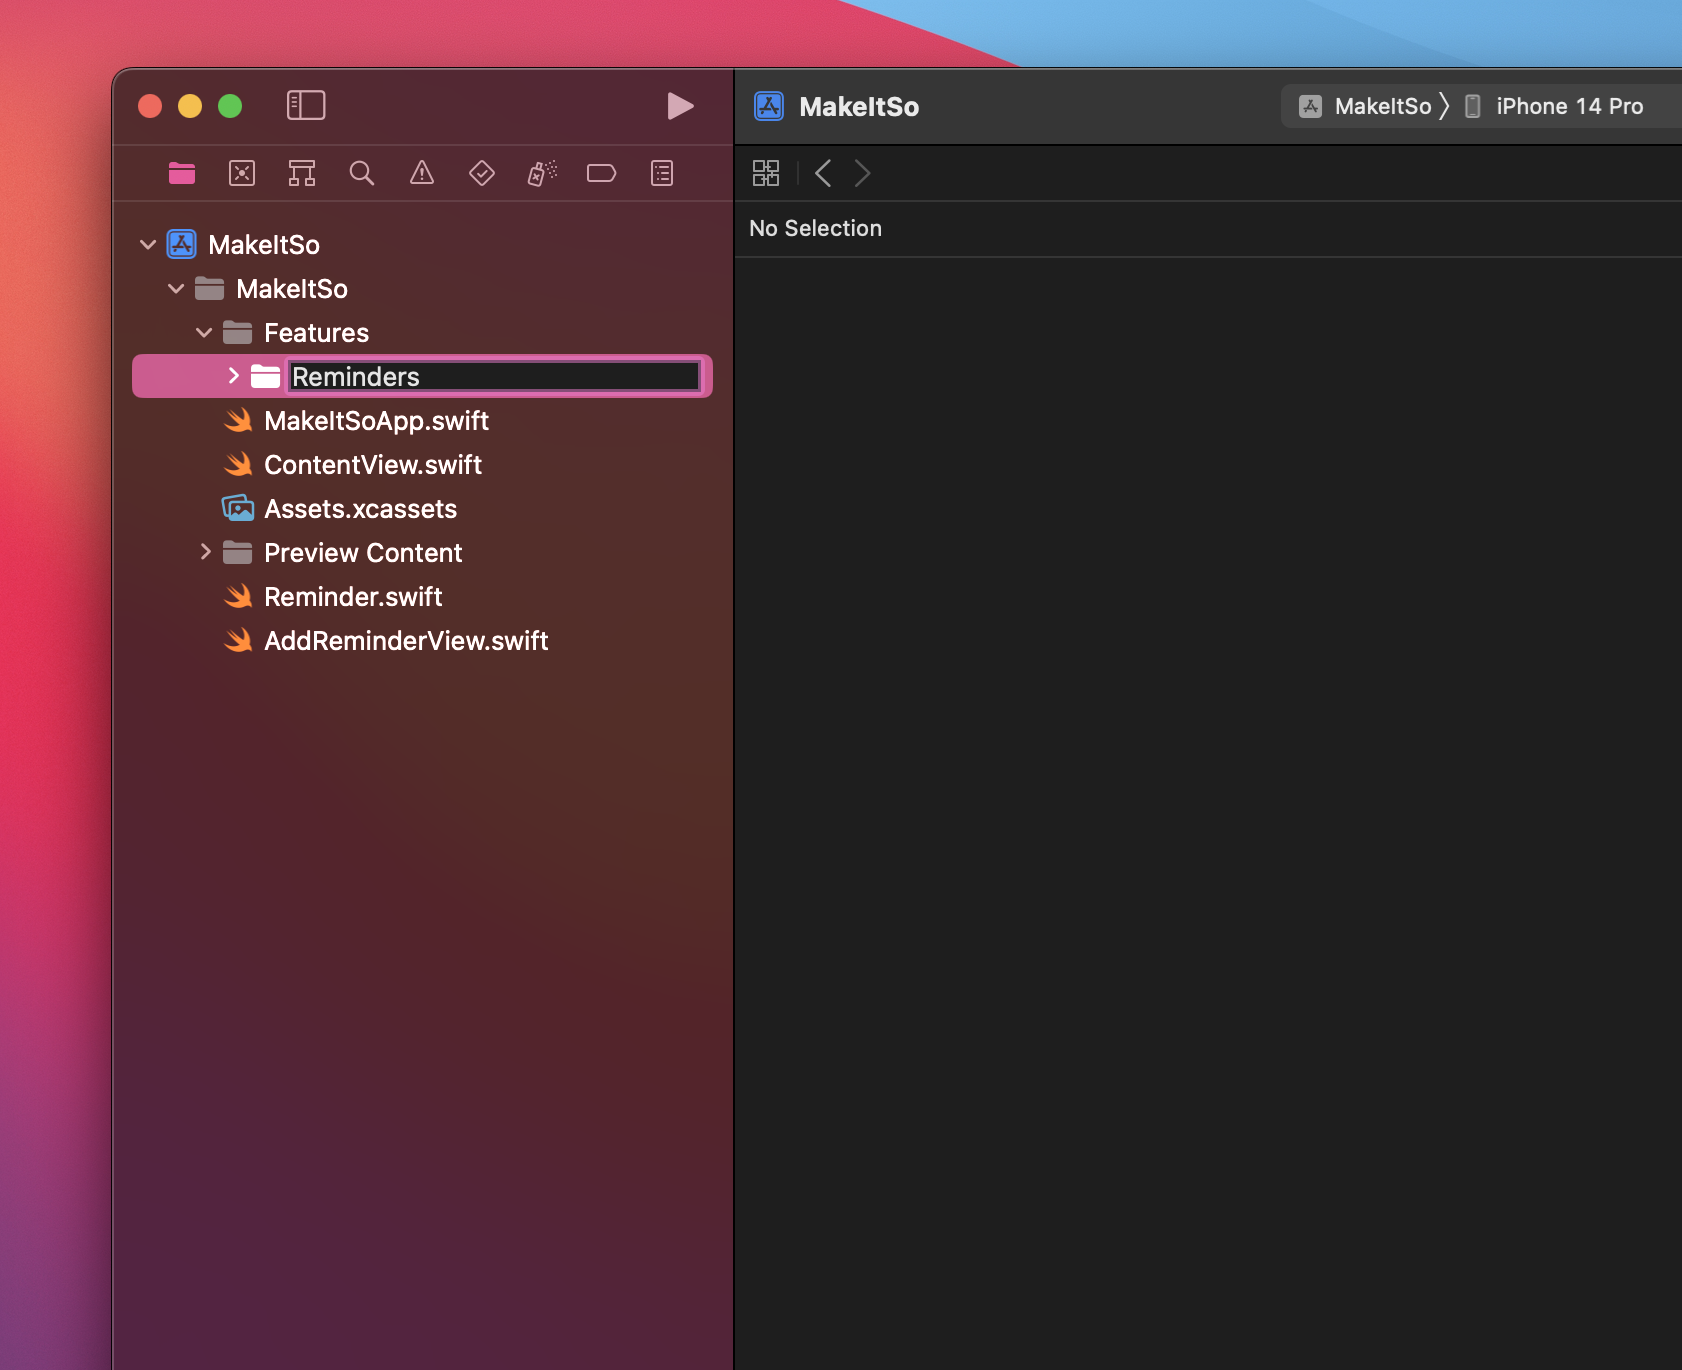 MakeItSo
MakeItSo 〉 iPhone 14 Pro
No Selection
MakeItSo
MakeItSo
Features
Reminders
MakeItSoApp.swift
ContentView.swift
Assets.xcassets
Preview Content
Reminder.swift
AddReminderView.swift